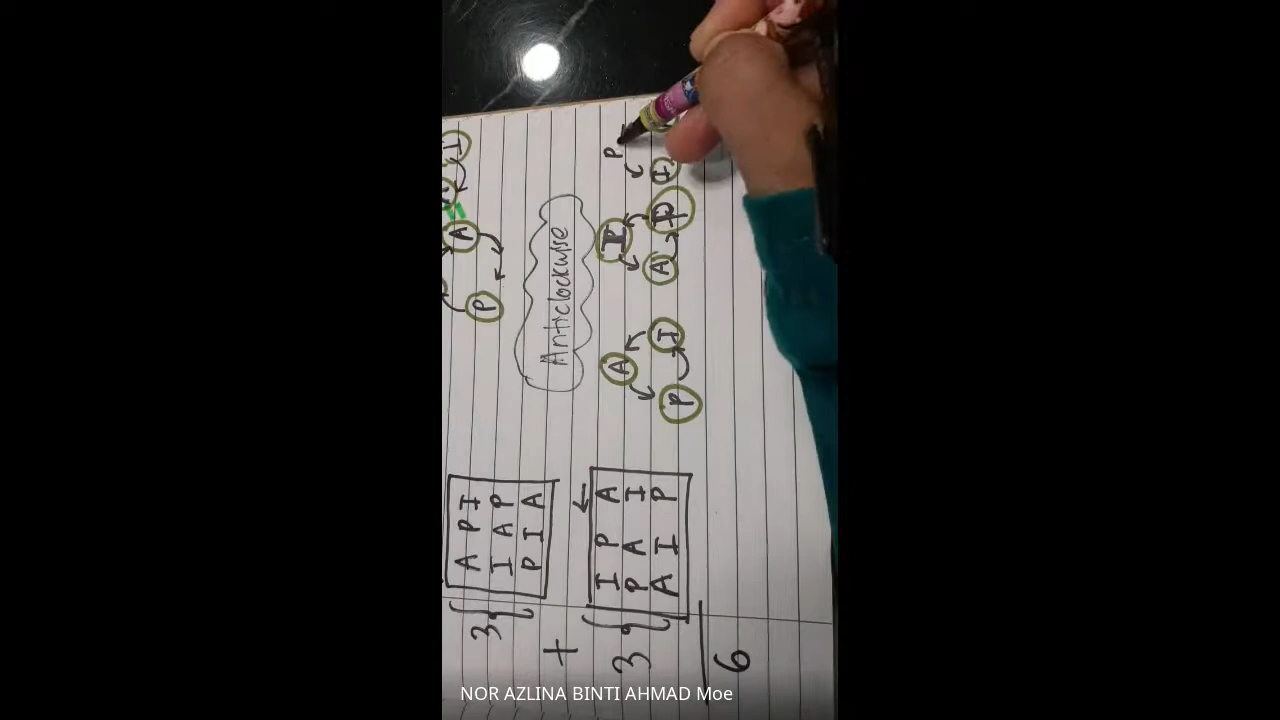 A P I A I
3 { I A P P
P I A
+ Anticlockwise
← I P A A I P
3 { P A I P I A P I
A I P
6
NOR AZLINA BINTI AHMAD Moe